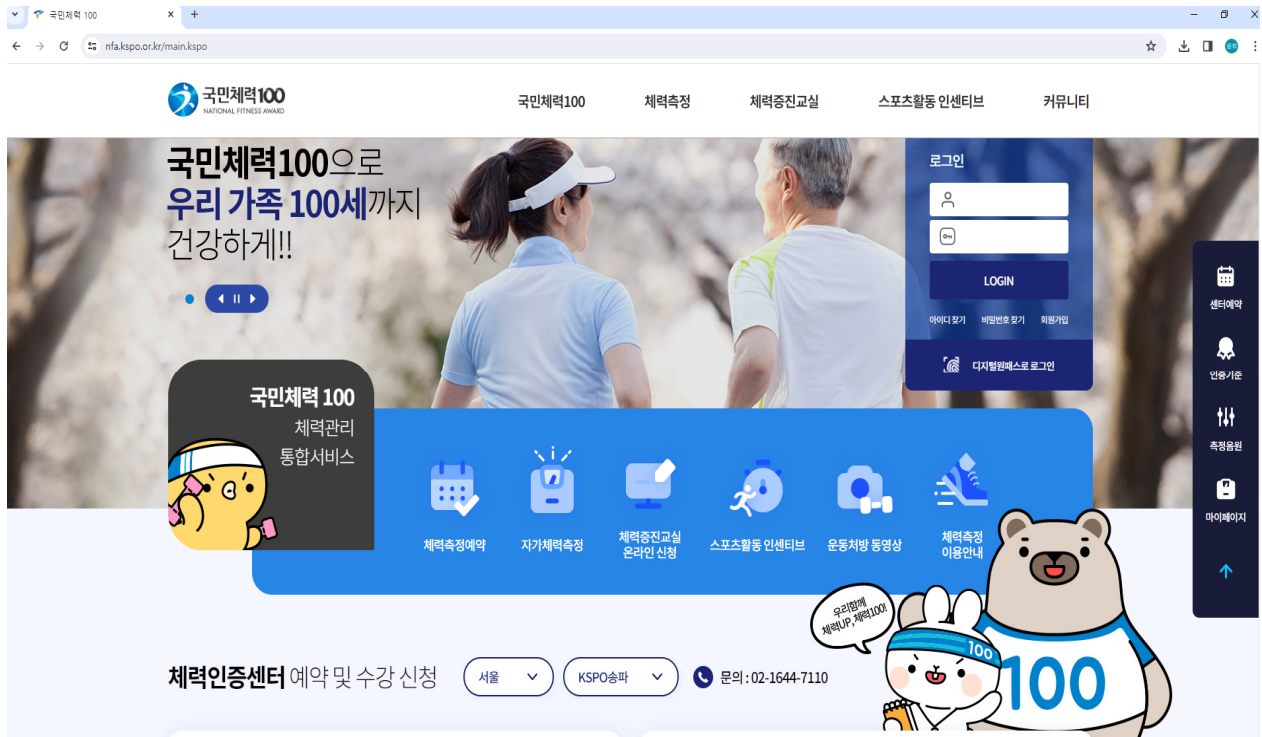 국민체력 100
nfa.kspo.or.kr/main.kspo
국민체력100
NATIONAL FITNESS AWARD
국민체력100
체력측정
체력증진교실
스포츠활동 인센티브
커뮤니티
국민체력100으로
우리 가족 100세까지
건강하게!!
로그인
LOGIN
아이디 찾기
비밀번호 찾기
회원가입
디지털원패스로 로그인
센터예약
인증기준
측정음원
마이페이지
국민체력 100
체력관리
통합서비스
체력측정예약
자가체력측정
체력증진교실
온라인 신청
스포츠활동 인센티브
운동처방 동영상
체력측정
이용안내
우리함께
체력UP, 체력100!
100
100
체력인증센터 예약 및 수강 신청
서울
KSPO송파
문의 : 02-1644-7110